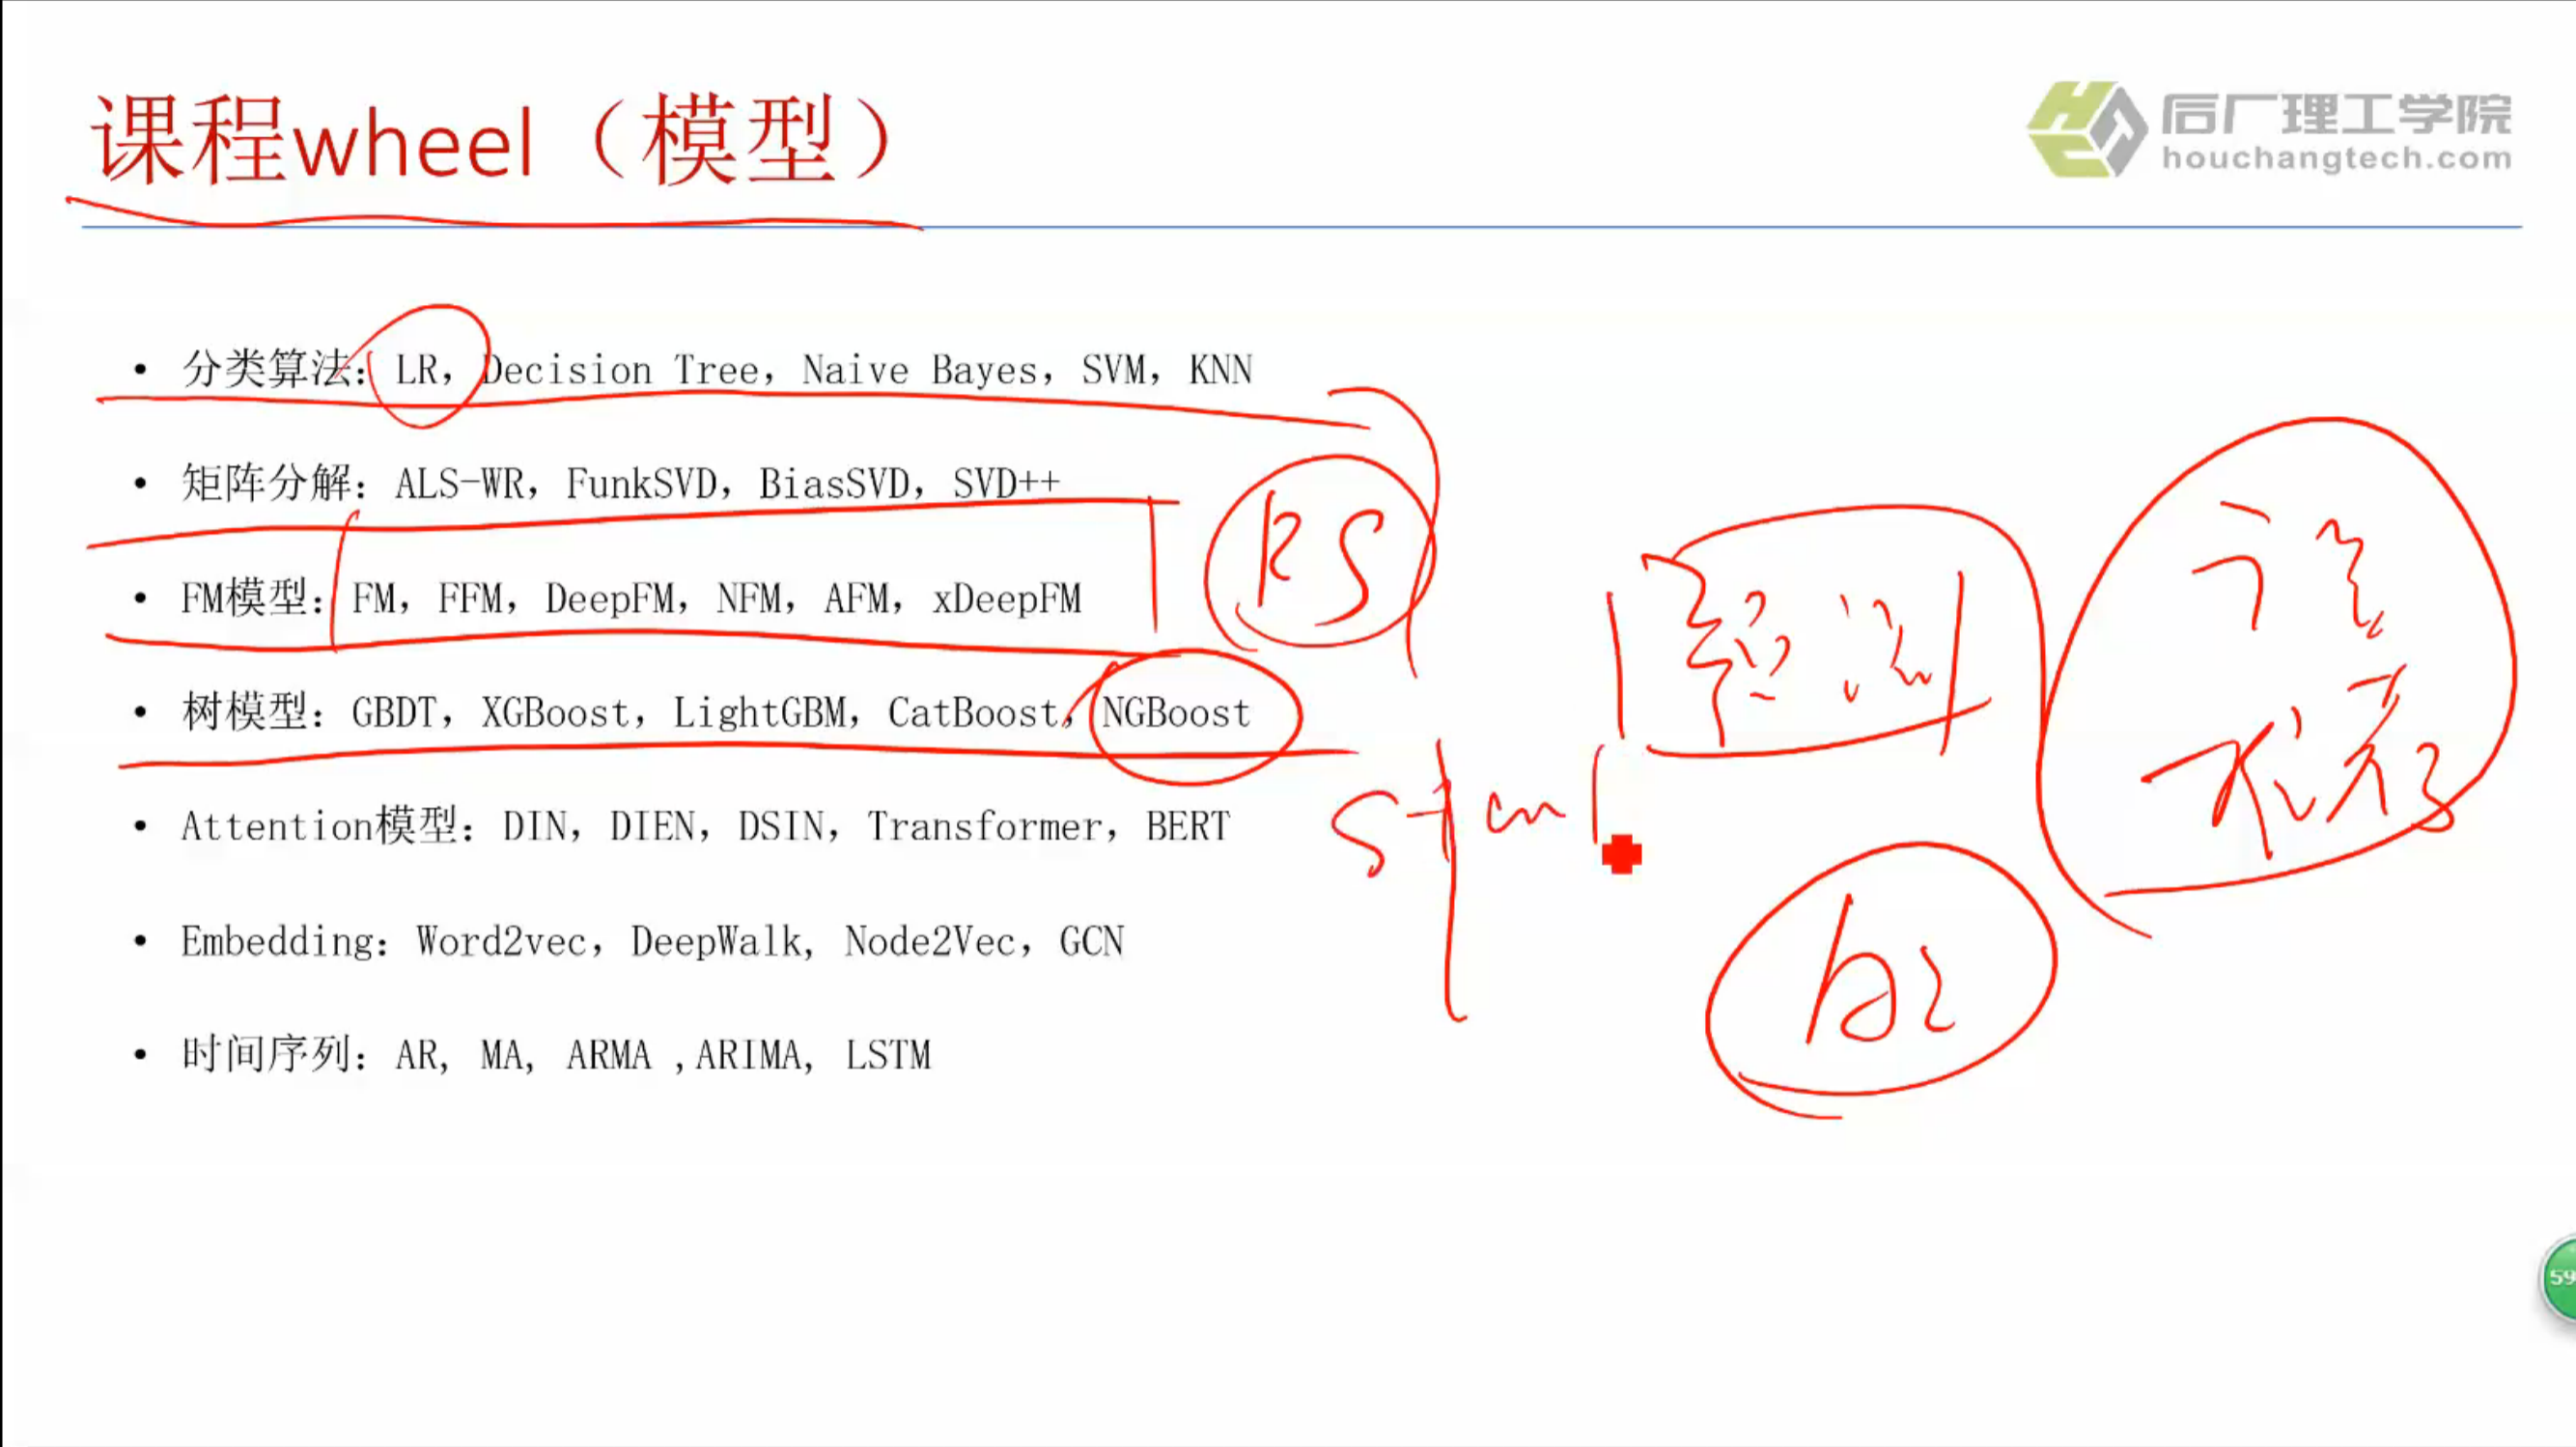 课程wheel（模型）
后厂理工学院
houchangtech.com
• 分类算法：LR，Decision Tree，Naive Bayes，SVM，KNN
• 矩阵分解：ALS-WR，FunkSVD，BiasSVD，SVD++
RS
• FM模型：FM，FFM，DeepFM，NFM，AFM，xDeepFM
• 树模型：GBDT，XGBoost，LightGBM，CatBoost，NGBoost
• Attention模型：DIN，DIEN，DSIN，Transformer，BERT
• Embedding：Word2vec，DeepWalk, Node2Vec，GCN
• 时间序列：AR, MA, ARMA ,ARIMA, LSTM
59